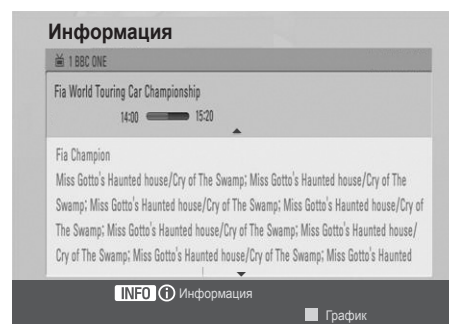 Информация
1 BBC ONE
Fia World Touring Car Championship
14:00 15:20
Fia Champion
Miss Gotto's Haunted house/Cry of The Swamp; Miss Gotto's Haunted house/Cry of The
Swamp; Miss Gotto's Haunted house/Cry of The Swamp; Miss Gotto's Haunted house/Cry of
The Swamp; Miss Gotto's Haunted house/Cry of The Swamp; Miss Gotto's Haunted house/
Cry of The Swamp; Miss Gotto's Haunted house/Cry of The Swamp; Miss Gotto's Haunted
INFO i Информация
График